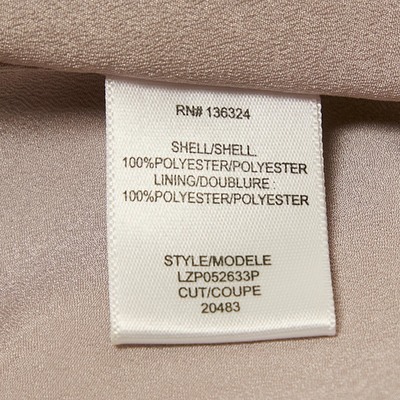 RN# 136324
SHELL/SHELL.
100%POLYESTER/POLYESTER
LINING/DOUBLURE :
100%POLYESTER/POLYESTER
STYLE/MODELE
LZP052633P
CUT/COUPE
20483